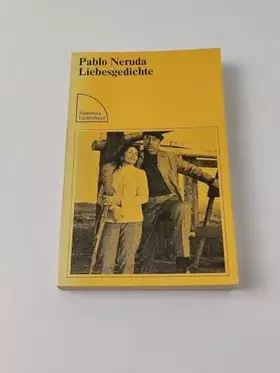 Pablo Neruda
Liebesgedichte
Sammlung
Luchterhand